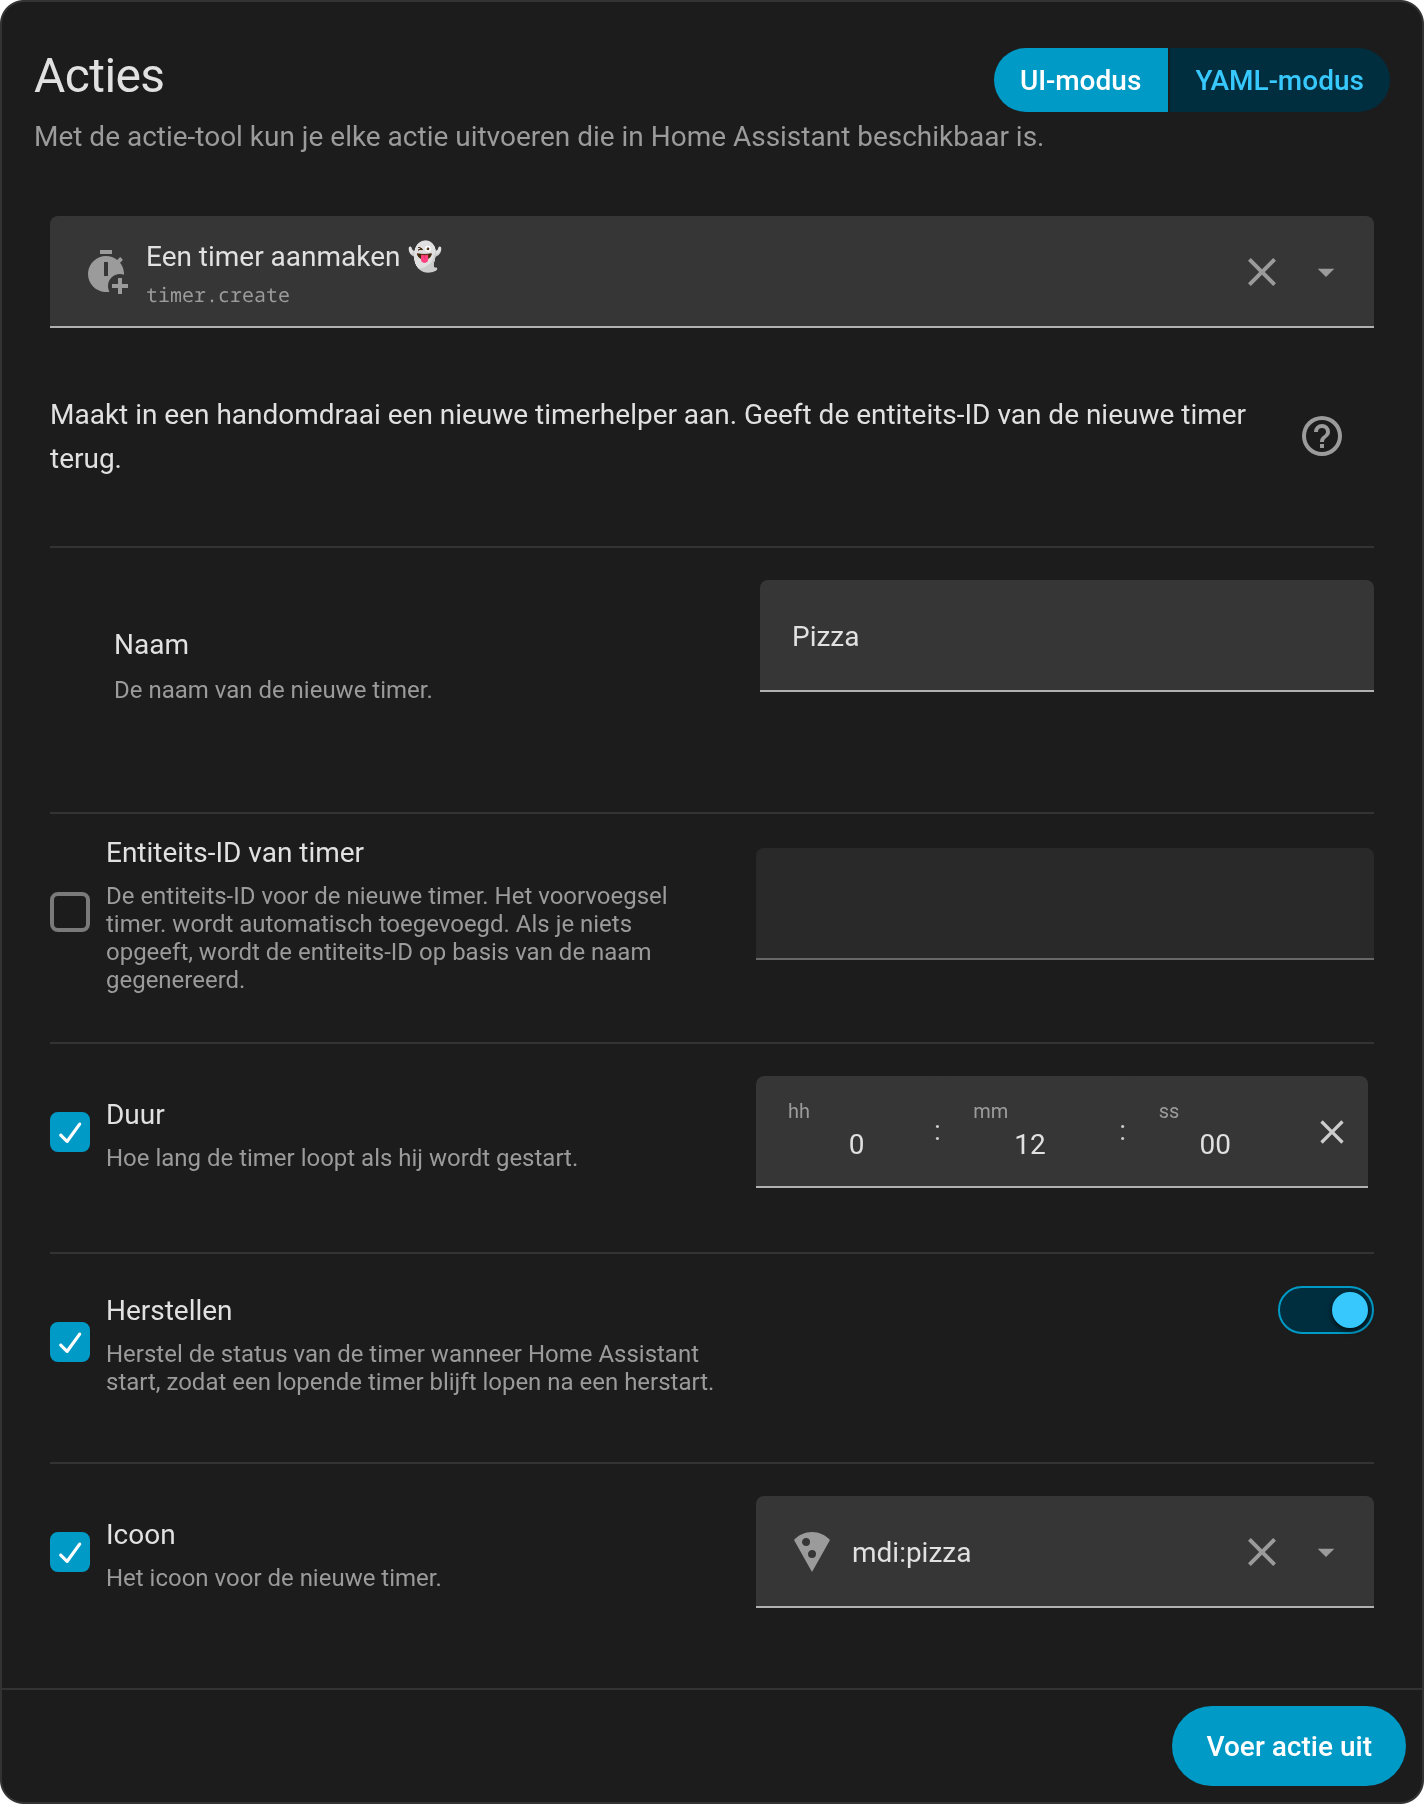 Acties
UI-modus
YAML-modus
Met de actie-tool kun je elke actie uitvoeren die in Home Assistant beschikbaar is.
Een timer aanmaken 👻
timer.create
Maakt in een handomdraai een nieuwe timerhelper aan. Geeft de entiteits-ID van de nieuwe timer
terug.
Naam
De naam van de nieuwe timer.
Pizza
Entiteits-ID van timer
De entiteits-ID voor de nieuwe timer. Het voorvoegsel
timer. wordt automatisch toegevoegd. Als je niets
opgeeft, wordt de entiteits-ID op basis van de naam
gegenereerd.
Duur
Hoe lang de timer loopt als hij wordt gestart.
hh mm ss
0 : 12 : 00
Herstellen
Herstel de status van de timer wanneer Home Assistant
start, zodat een lopende timer blijft lopen na een herstart.
Icoon
Het icoon voor de nieuwe timer.
mdi:pizza
Voer actie uit